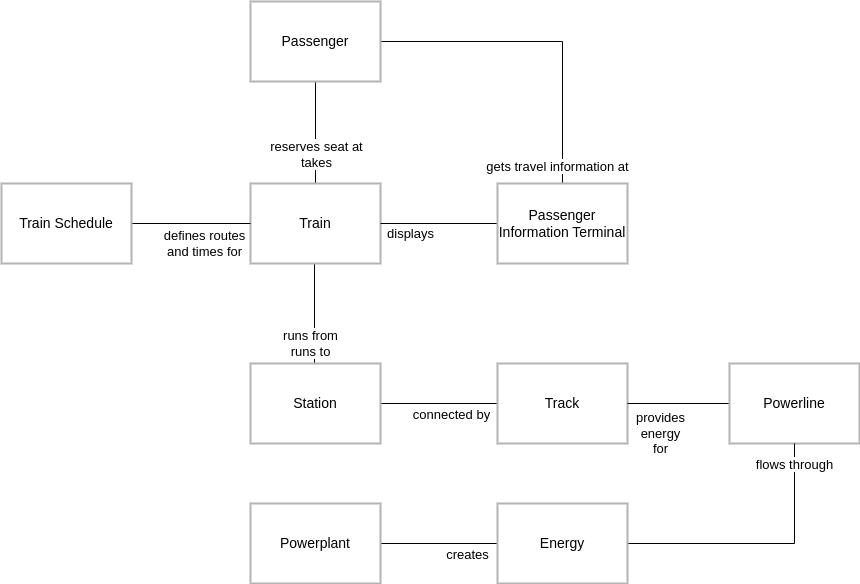 Passenger
reserves seat at
takes
gets travel information at
Train Schedule
defines routes
and times for
Train
displays
Passenger
Information Terminal
runs from
runs to
Station
connected by
Track
provides
energy
for
Powerline
flows through
Powerplant
creates
Energy